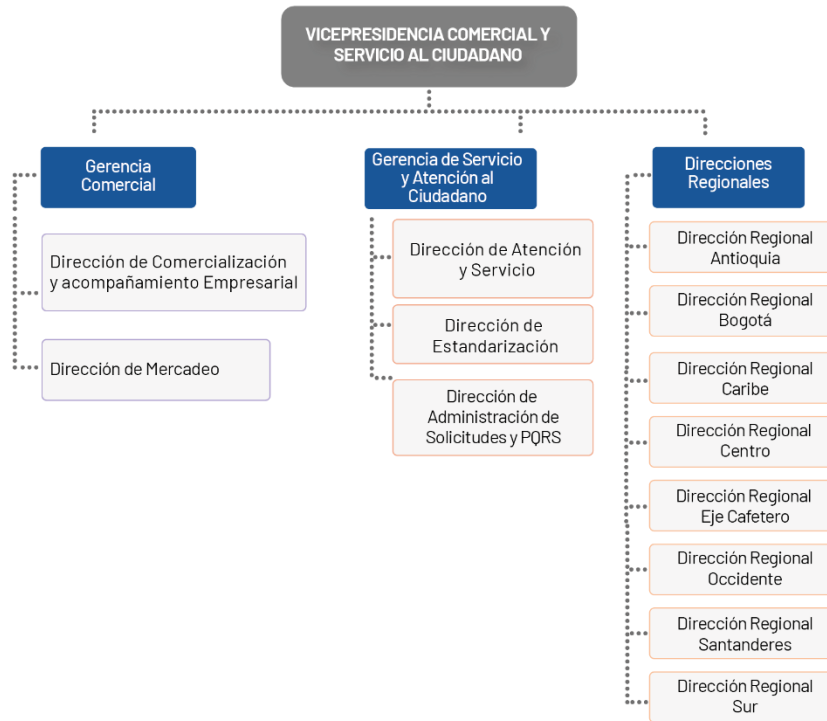 VICEPRESIDENCIA COMERCIAL Y
SERVICIO AL CIUDADANO
Gerencia
Comercial
Dirección de Comercialización
y acompañamiento Empresarial
Dirección de Mercadeo
Gerencia de Servicio
y Atención al
Ciudadano
Dirección de Atención
y Servicio
Dirección de
Estandarización
Dirección de
Administración de
Solicitudes y PQRS
Direcciones
Regionales
Dirección Regional
Antioquia
Dirección Regional
Bogotá
Dirección Regional
Caribe
Dirección Regional
Centro
Dirección Regional
Eje Cafetero
Dirección Regional
Occidente
Dirección Regional
Santanderes
Dirección Regional
Sur